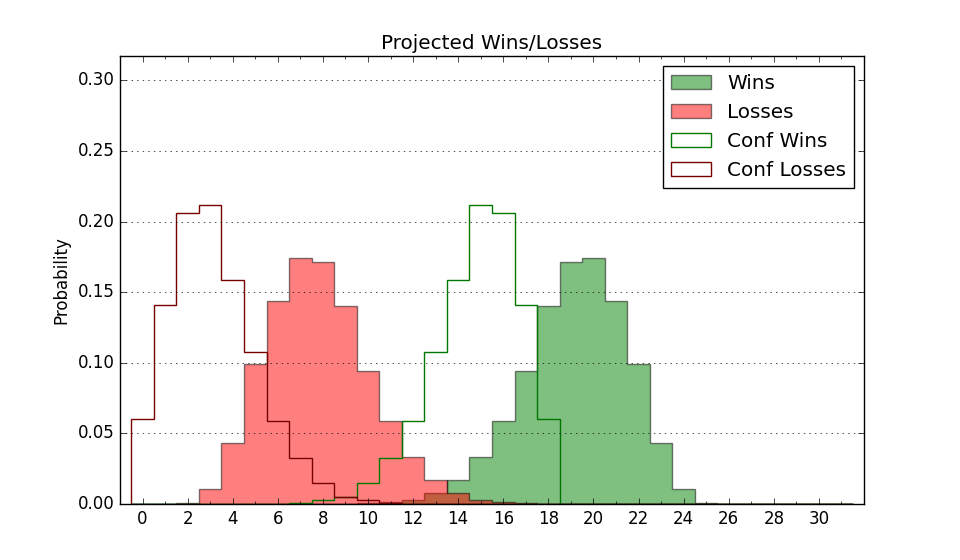 Projected Wins/Losses
0.30
0.25
0.20
0.15
0.10
0.05
0.00
Probability
Wins
Losses
Conf Wins
Conf Losses
0 2 4 6 8 10 12 14 16 18 20 22 24 26 28 30